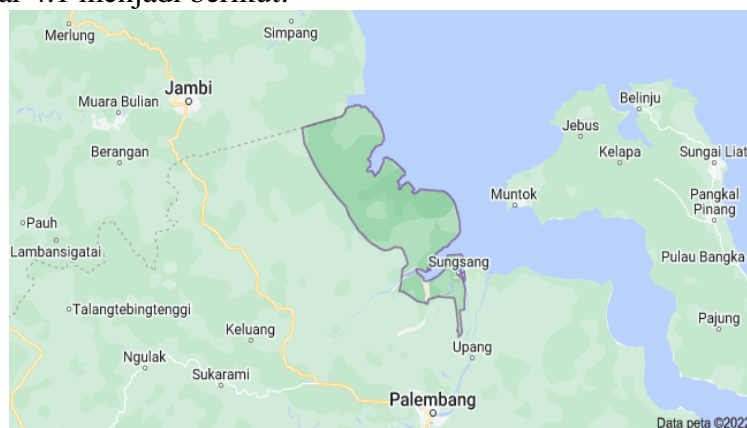 Merlung
Simpang
Jambi
Muara Bulian
Berangan
Pauh
Lambansigatai
Talangtebingtenggi
Keluang
Ngulak
Sukarami
Palembang
Upang
Sungsang
Muntok
Jebus
Belinju
Kelapa
Sungai Liat
Pangkal
Pinang
Pulau Bangka
Pajung
Data peta ©2022